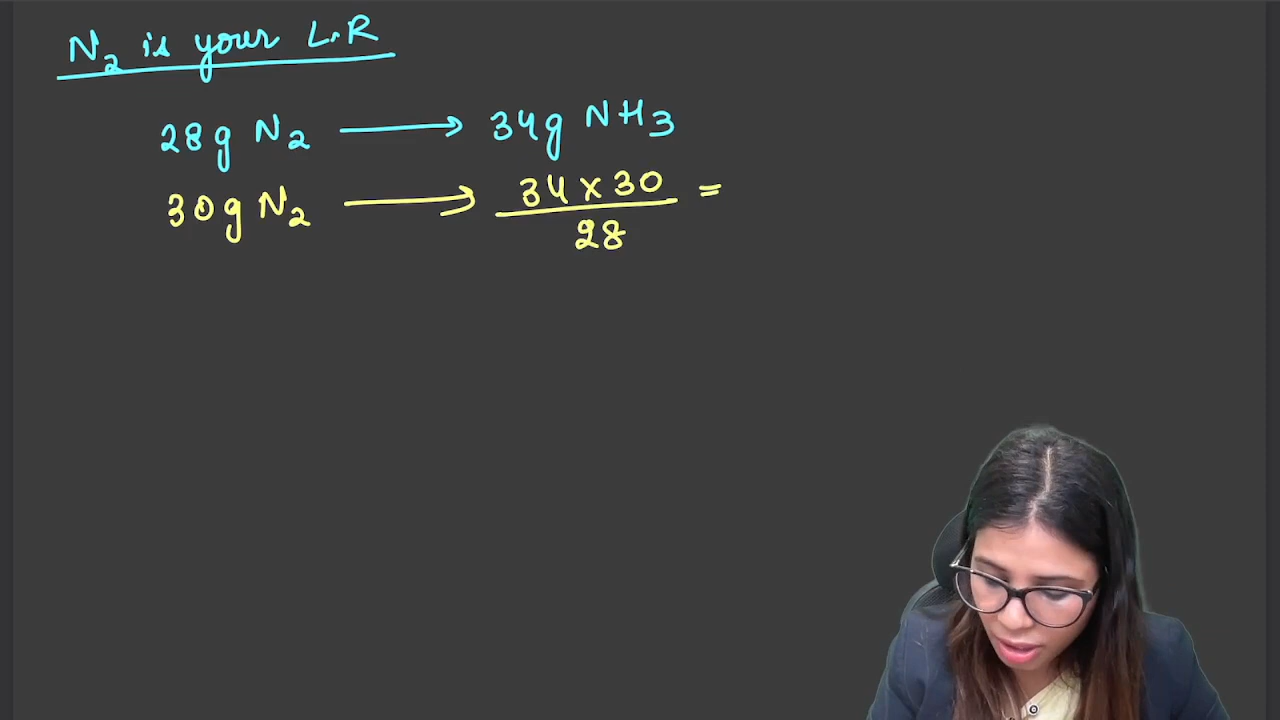 N₂ is your L.R
28g N₂ ⟶ 34g NH₃
30g N₂ ⟶ 34 x 30 / 28 =